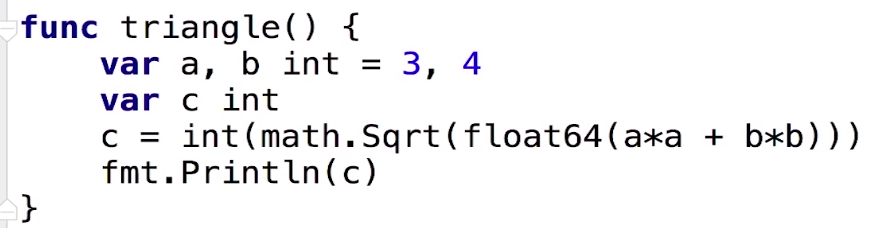 func triangle() {
    var a, b int = 3, 4
    var c int
    c = int(math.Sqrt(float64(a*a + b*b)))
    fmt.Println(c)
}